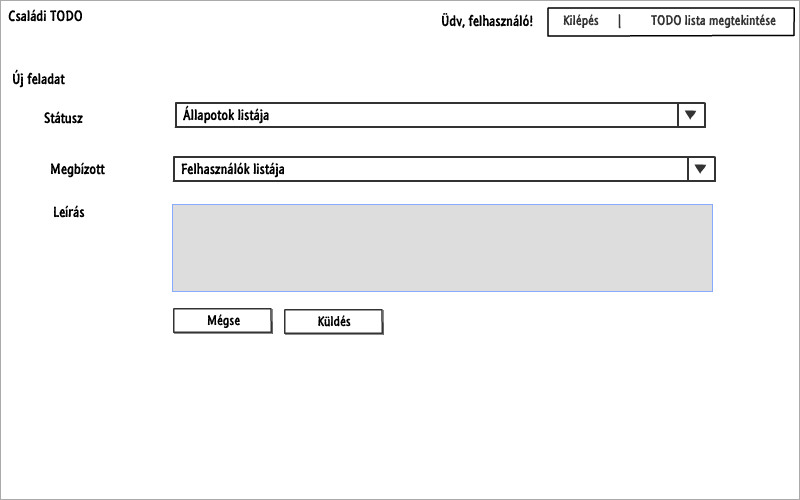 Családi TODO
Üdv, felhasználó!
Kilépés | TODO lista megtekintése
Új feladat
Státusz
Állapotok listája
Megbízott
Felhasználók listája
Leírás
Mégse
Küldés